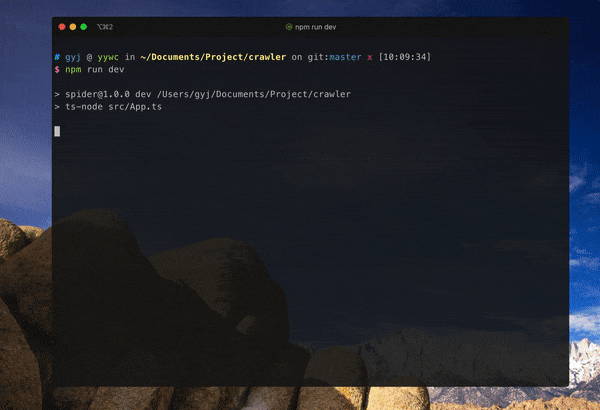 ⌥⌘2 npm run dev
# gyj @ yywc in ~/Documents/Project/crawler on git:master x [10:09:34]
$ npm run dev
> spider@1.0.0 dev /Users/gyj/Documents/Project/crawler
> ts-node src/App.ts